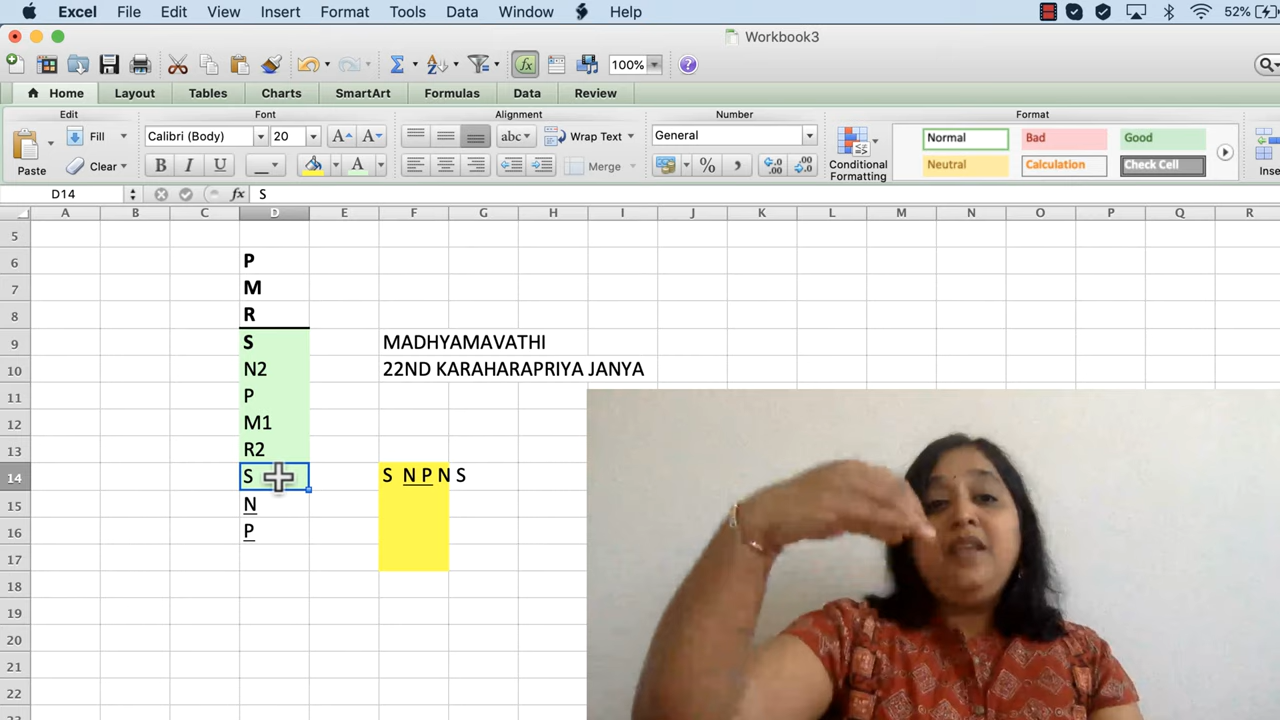 Excel File Edit View Insert Format Tools Data Window Help 52%
Workbook3
100%
Home Layout Tables Charts SmartArt Formulas Data Review
Edit Font Alignment Number Format
Paste Fill Calibri (Body) 20 A A abc Wrap Text General Conditional Formatting Normal Bad Good
Clear B I U A Merge % Neutral Calculation Check Cell Inse
D14 fx S
A B C D E F G H I J K L M N O P Q R
5
6 P
7 M
8 R
9 S MADHYAMAVATHI
10 N2 22ND KARAHARAPRIYA JANYA
11 P
12 M1
13 R2
14 S S N P N S
15 N
16 P
17
18
19
20
21
22